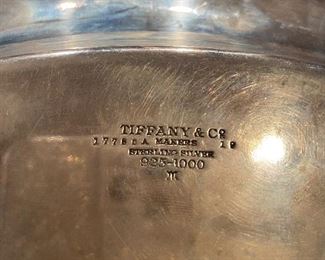 TIFFANY & Co
MAKERS
STERLING SILVER
925-1000
m